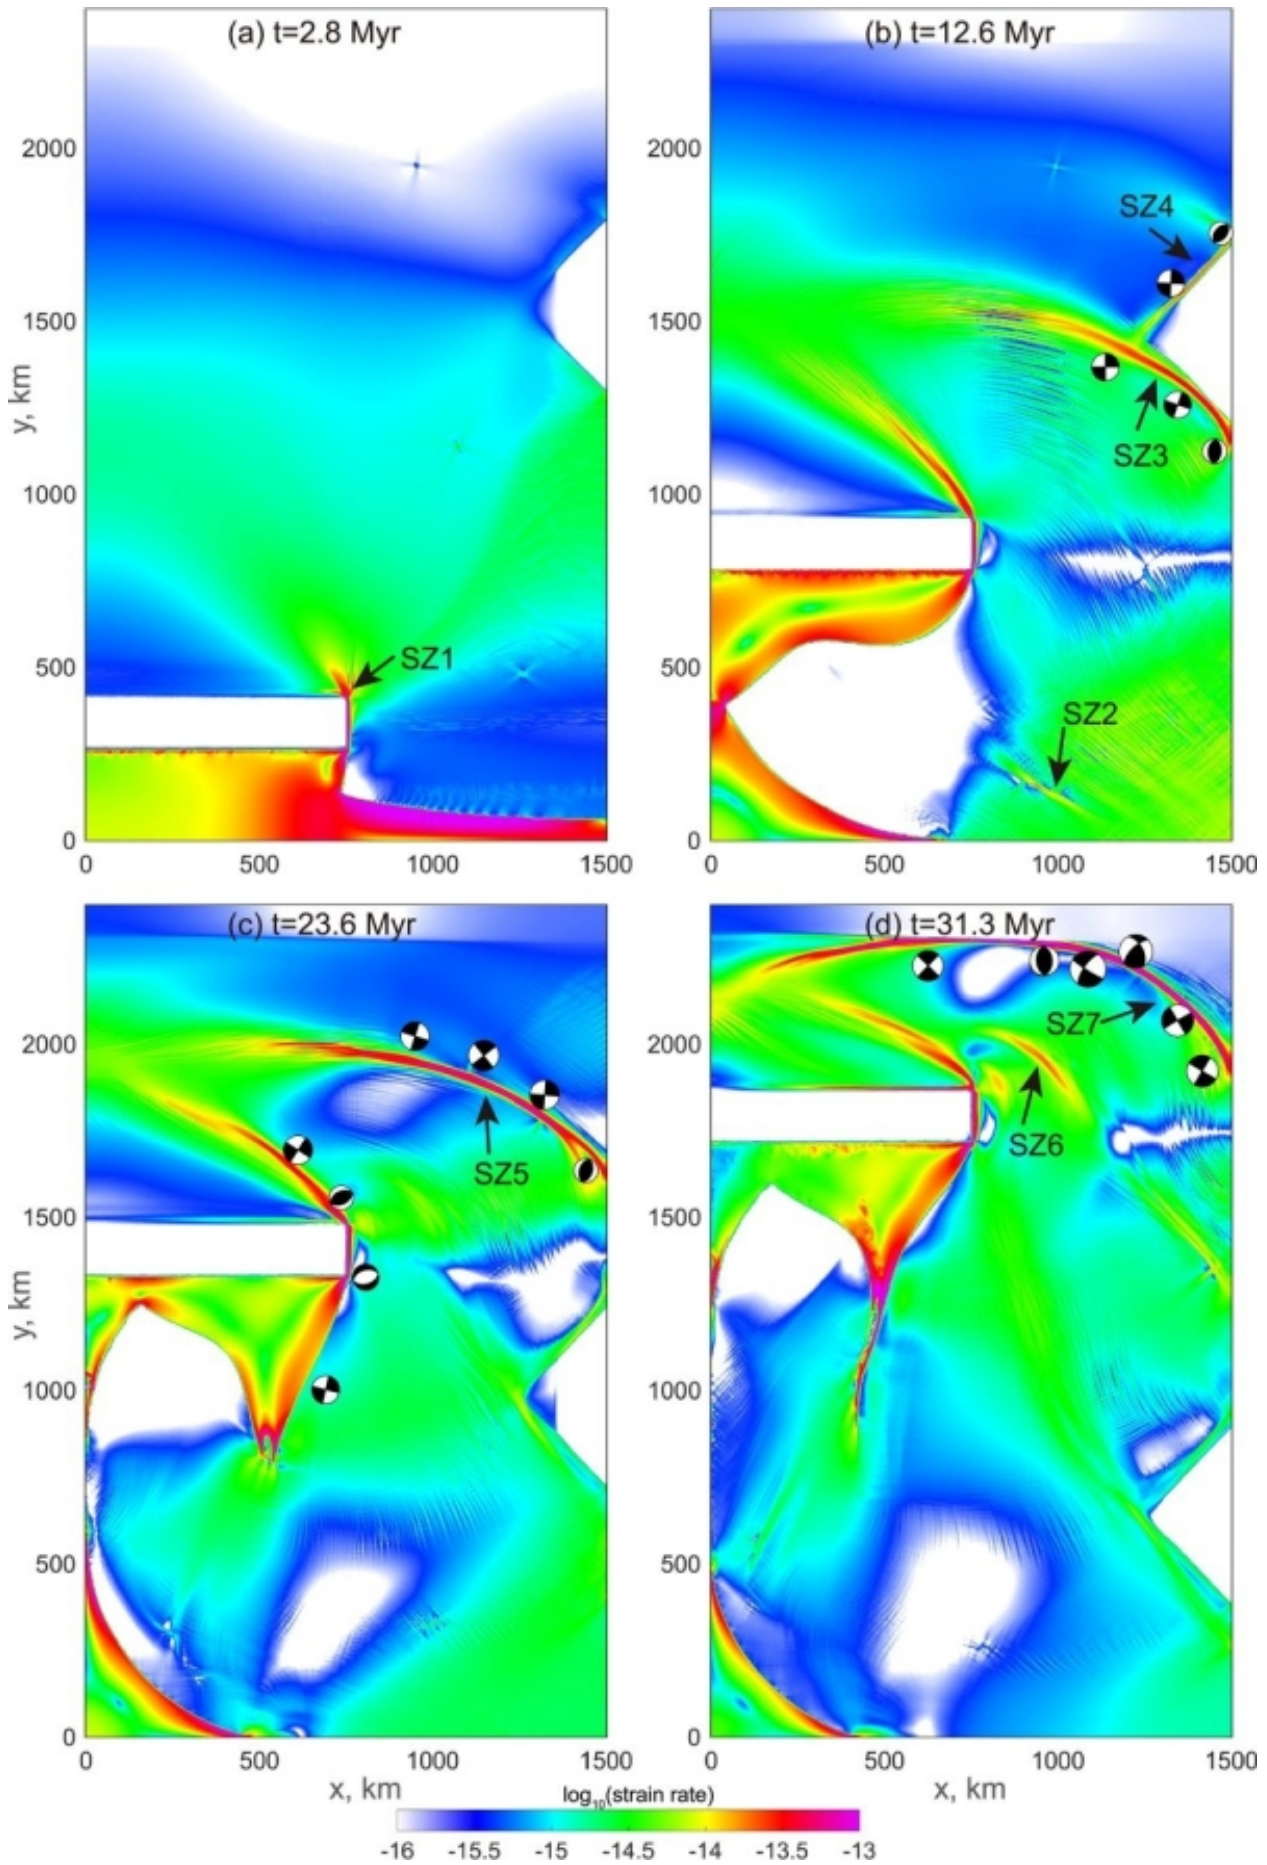 (a) t=2.8 Myr
(b) t=12.6 Myr
2000
1500
1000
500
0
y, km
SZ1
0 500 1000 1500
2000
1500
1000
500
0
SZ4
SZ3
SZ2
0 500 1000 1500
(c) t=23.6 Myr
(d) t=31.3 Myr
2000
1500
1000
500
0
y, km
SZ5
0 500 1000 1500
x, km
2000
1500
1000
500
0
SZ7
SZ6
0 500 1000 1500
x, km
log10(strain rate)
-16 -15.5 -15 -14.5 -14 -13.5 -13